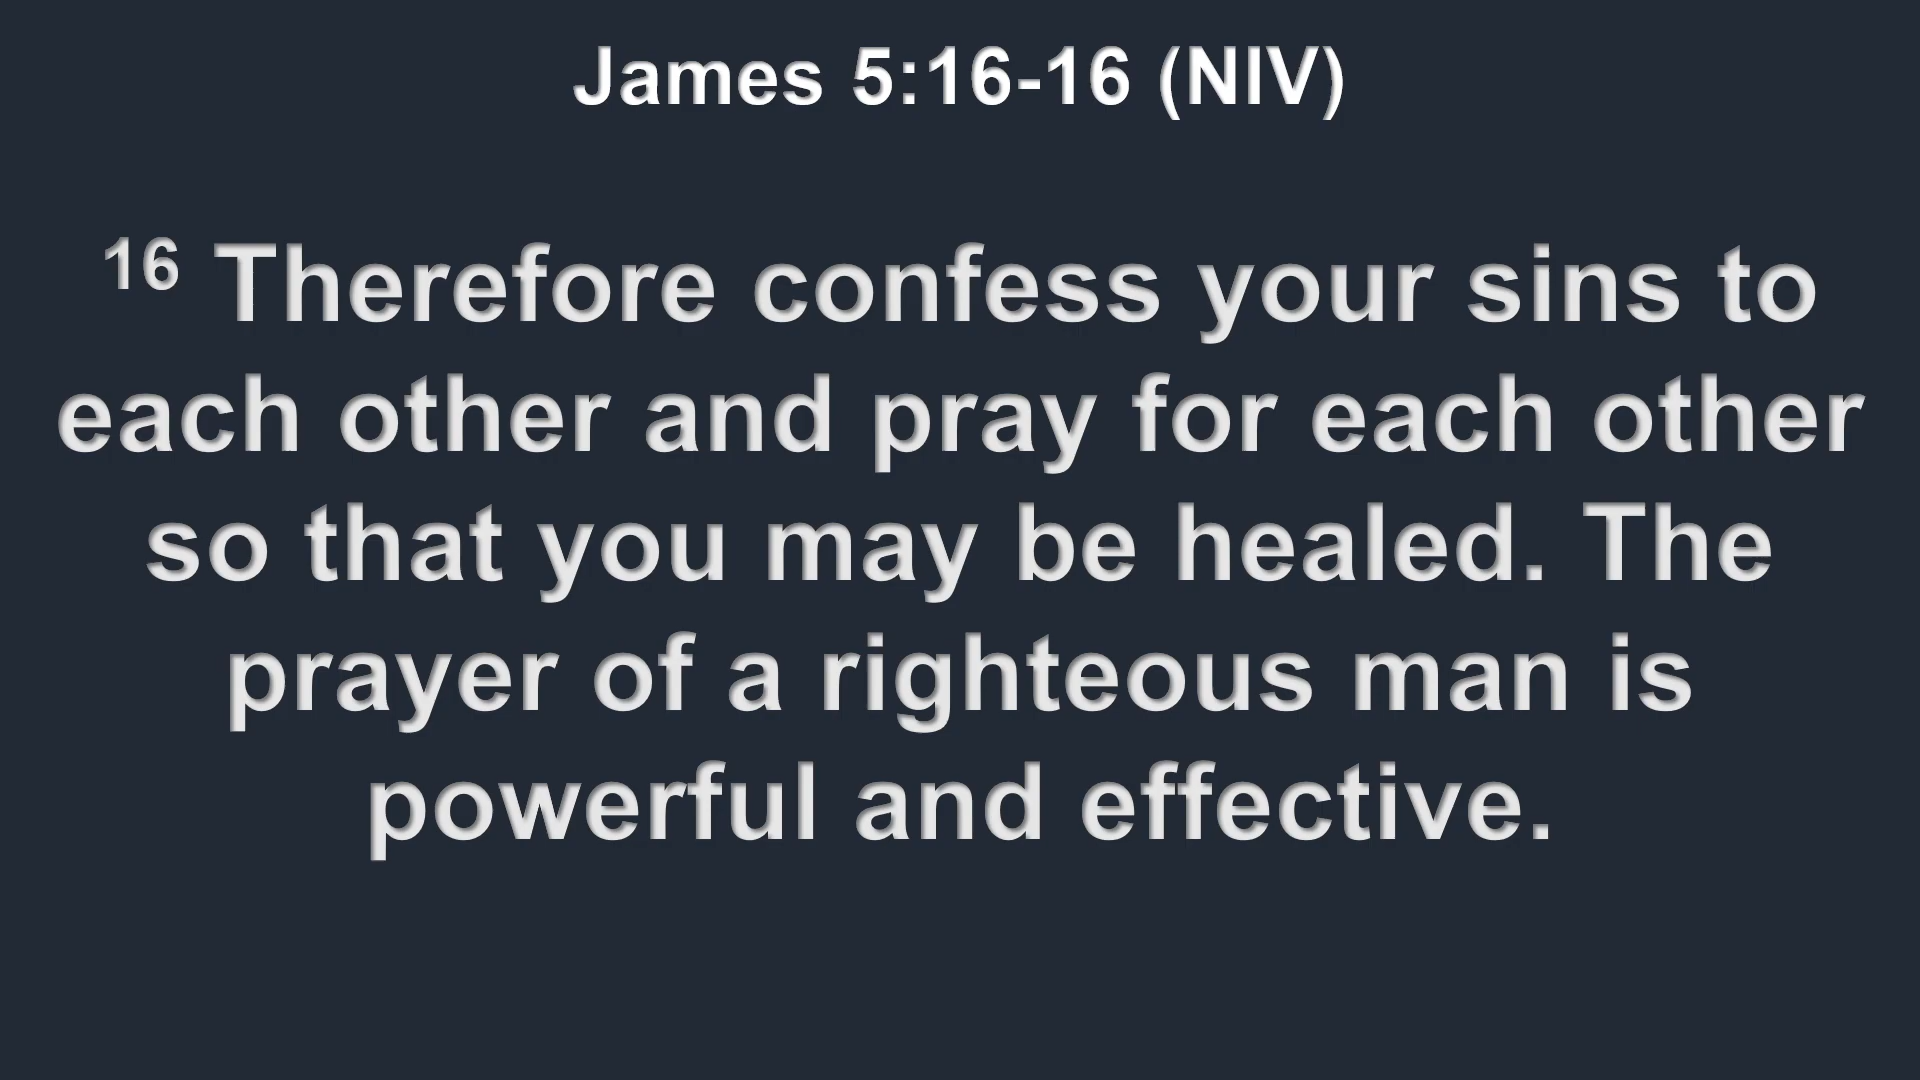 James 5:16-16 (NIV)
16 Therefore confess your sins to
each other and pray for each other
so that you may be healed. The
prayer of a righteous man is
powerful and effective.